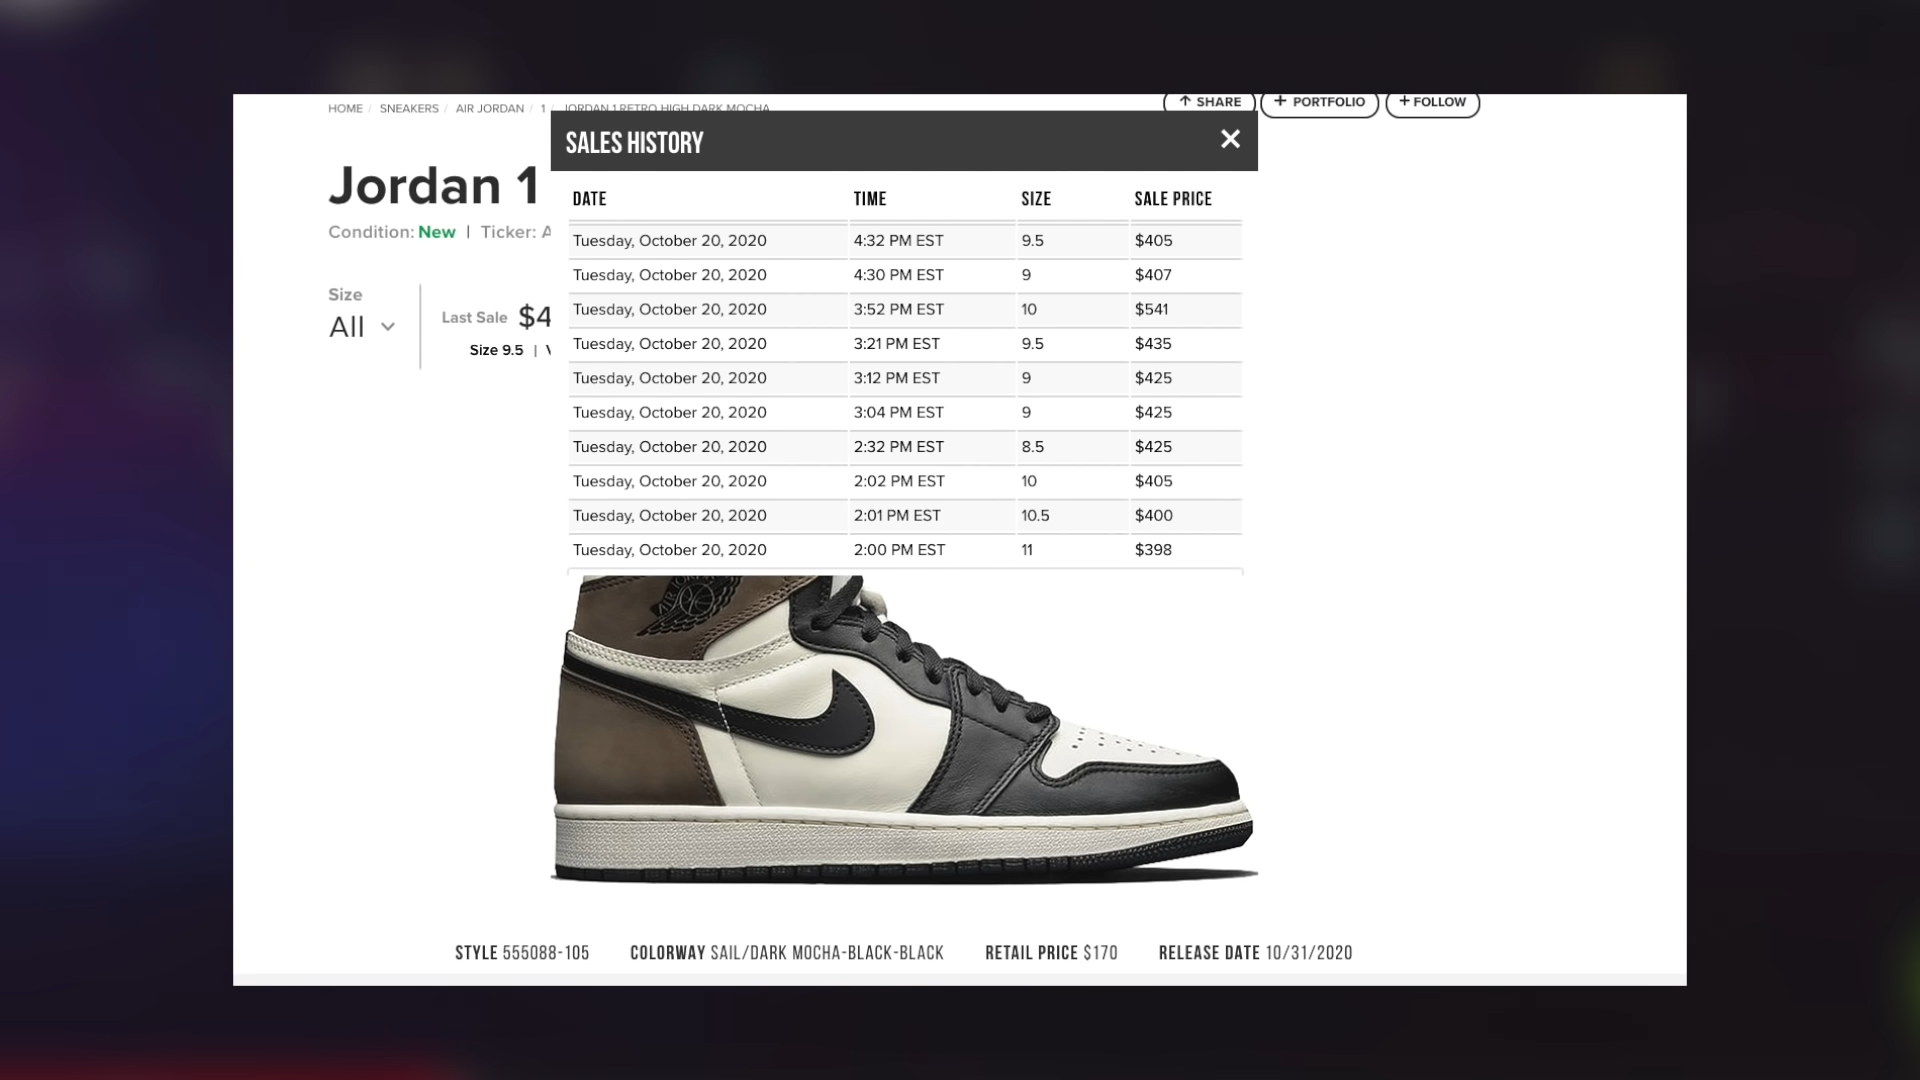 HOME / SNEAKERS / AIR JORDAN / 1 / JORDAN 1 RETRO HIGH DARK MOCHA
↑ SHARE + PORTFOLIO + FOLLOW
SALES HISTORY ×
Jordan 1
Condition: New | Ticker: A
Size
All
Last Sale $4
Size 9.5 |
DATE TIME SIZE SALE PRICE
Tuesday, October 20, 2020 4:32 PM EST 9.5 $405
Tuesday, October 20, 2020 4:30 PM EST 9 $407
Tuesday, October 20, 2020 3:52 PM EST 10 $541
Tuesday, October 20, 2020 3:21 PM EST 9.5 $435
Tuesday, October 20, 2020 3:12 PM EST 9 $425
Tuesday, October 20, 2020 3:04 PM EST 9 $425
Tuesday, October 20, 2020 2:32 PM EST 8.5 $425
Tuesday, October 20, 2020 2:02 PM EST 10 $405
Tuesday, October 20, 2020 2:01 PM EST 10.5 $400
Tuesday, October 20, 2020 2:00 PM EST 11 $398
STYLE 555088-105 COLORWAY SAIL/DARK MOCHA-BLACK-BLACK RETAIL PRICE $170 RELEASE DATE 10/31/2020